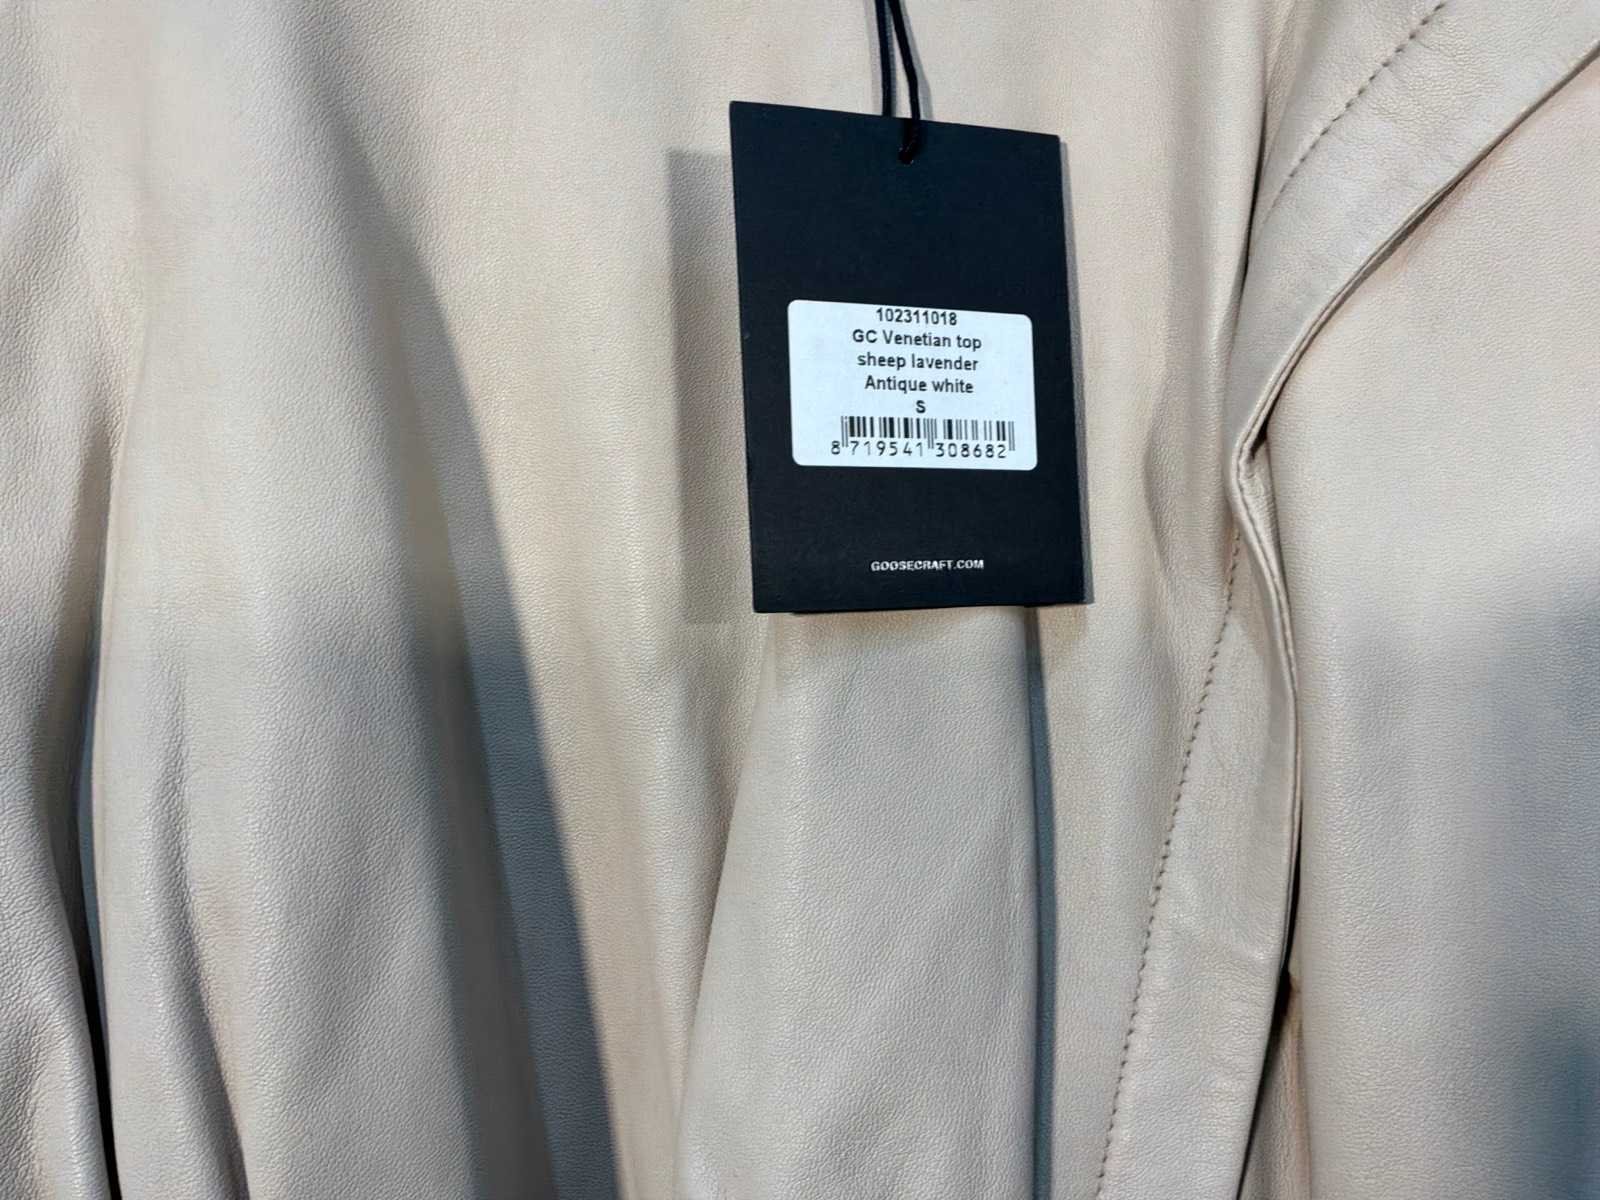 102311018
GC Venetian top
sheep lavender
Antique white
S
8 719541 308682
GOOSECRAFT.COM